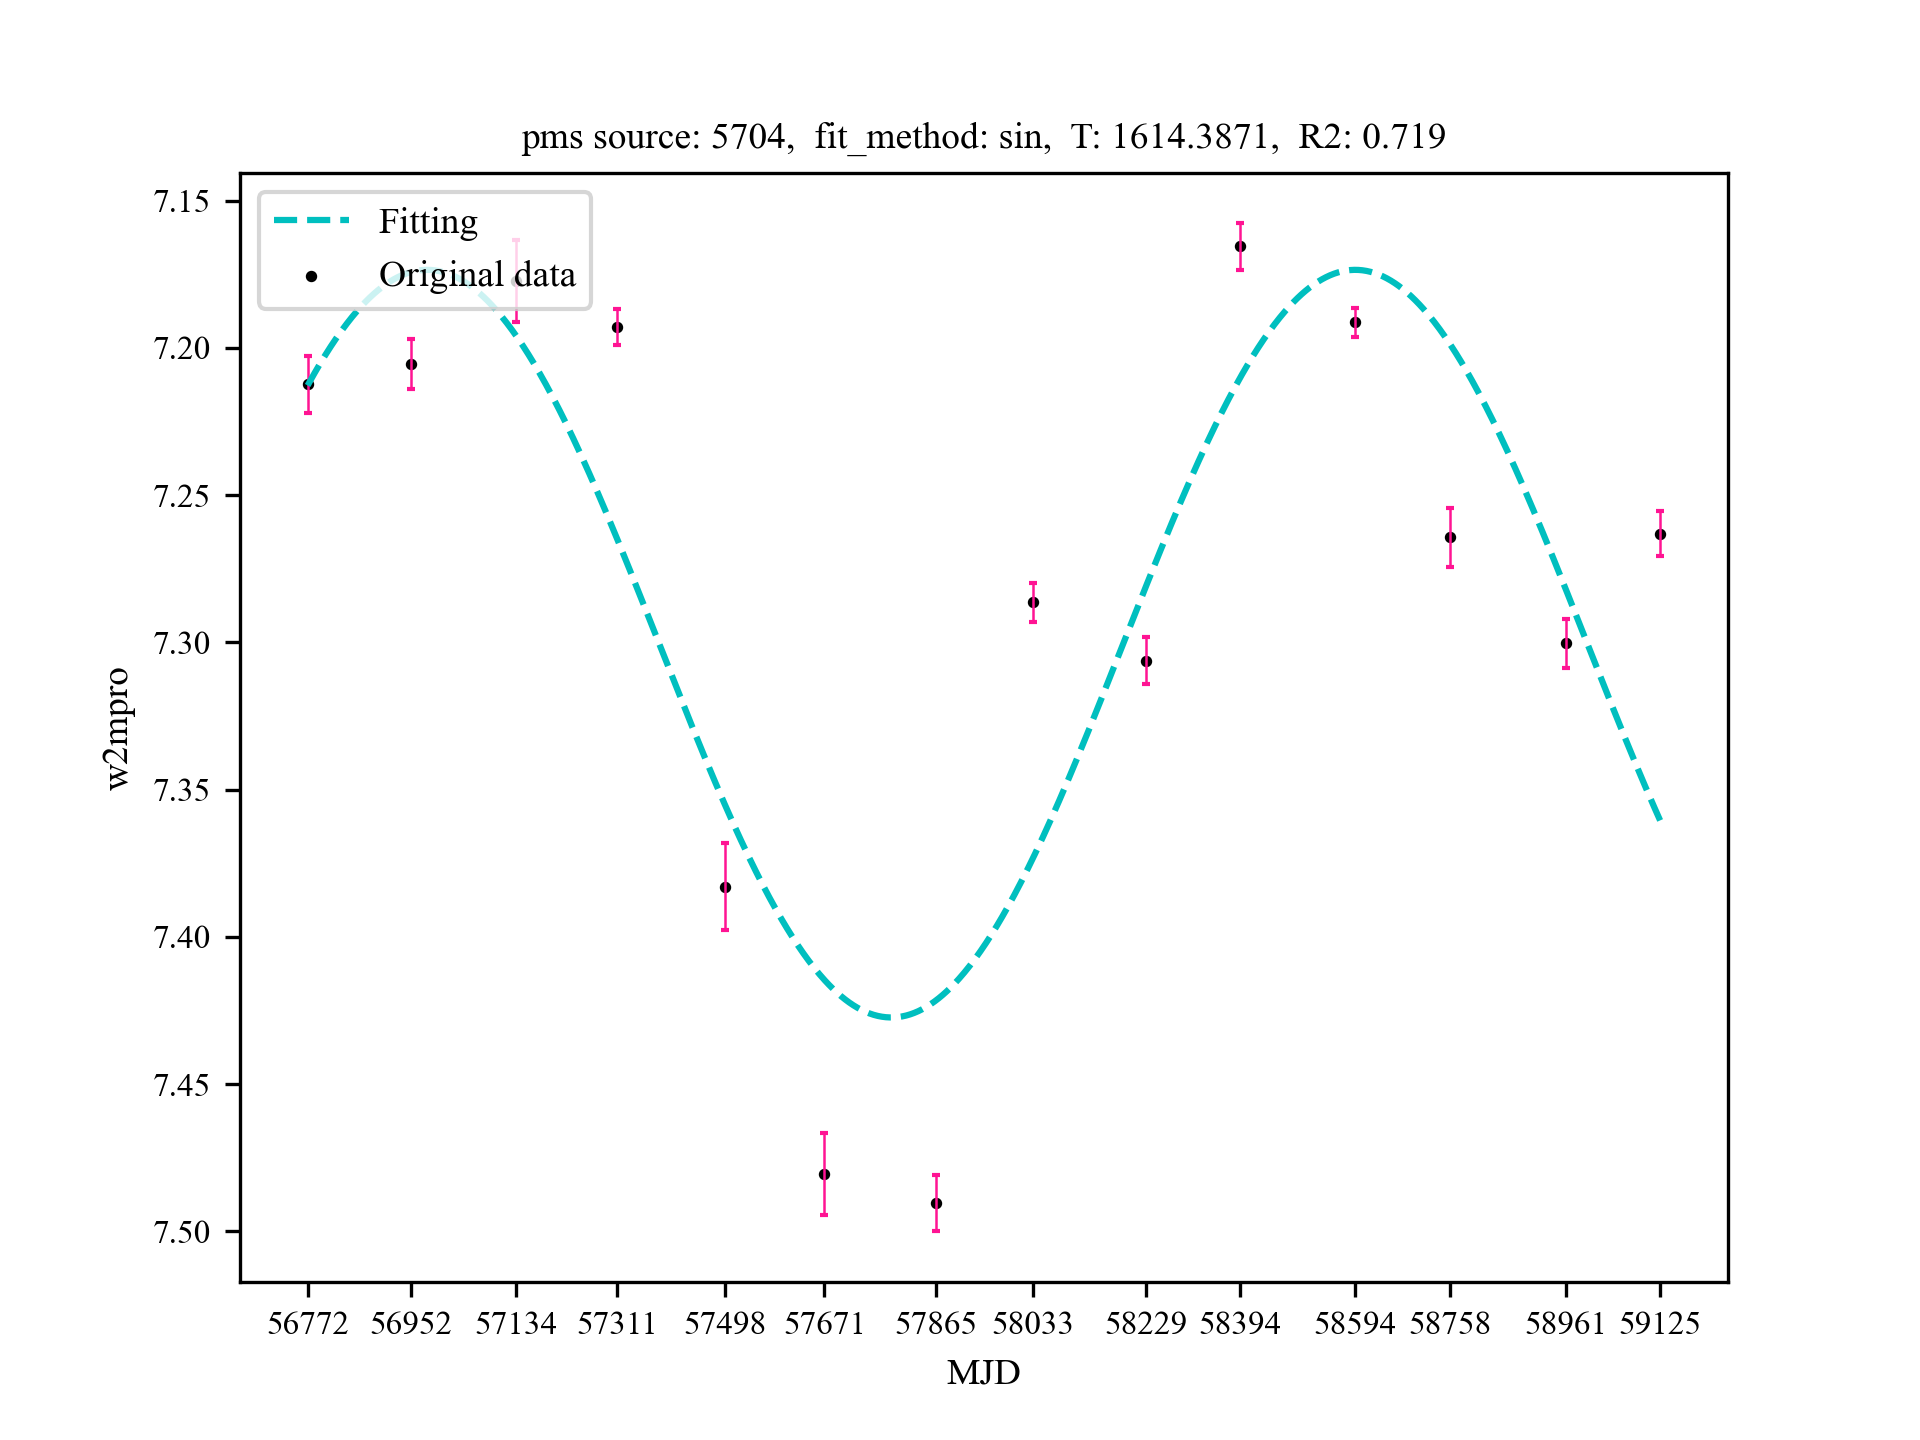 pms source: 5704,  fit_method: sin,  T: 1614.3871,  R2: 0.719
Fitting
Original data
7.15
7.20
7.25
7.30
7.35
7.40
7.45
7.50
w2mpro
56772 56952 57134 57311 57498 57671 57865 58033 58229 58394 58594 58758 58961 59125
MJD